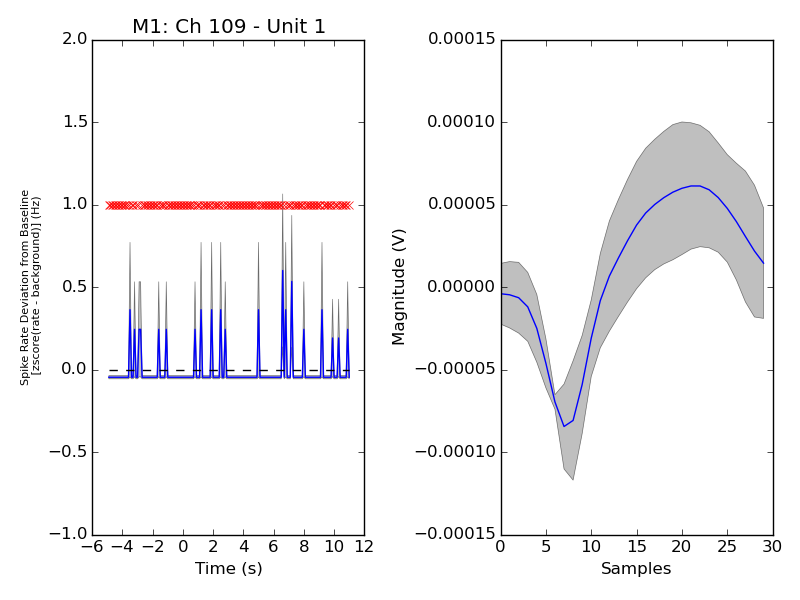 M1: Ch 109 - Unit 1
2.0
1.5
1.0
0.5
0.0
−0.5
−1.0
−6 −4 −2 0 2 4 6 8 10 12
Time (s)
Spike Rate Deviation from Baseline
[zscore(rate - background)] (Hz)
0.00015
0.00010
0.00005
0.00000
−0.00005
−0.00010
−0.00015
0 5 10 15 20 25 30
Samples
Magnitude (V)